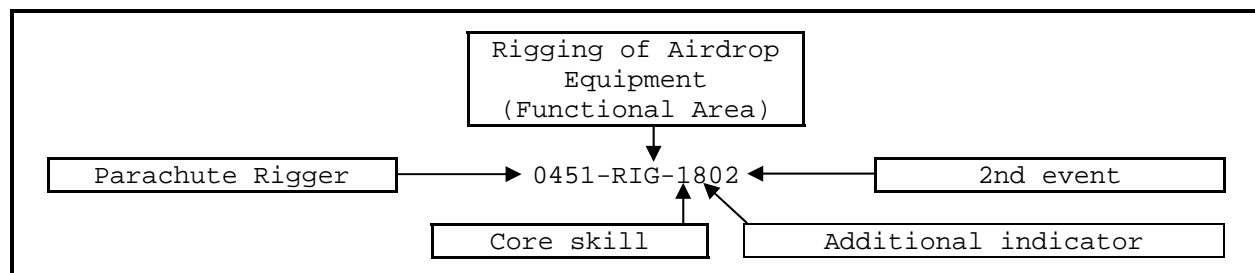 Rigging of Airdrop
Equipment
(Functional Area)
Parachute Rigger
0451-RIG-1802
2nd event
Core skill
Additional indicator